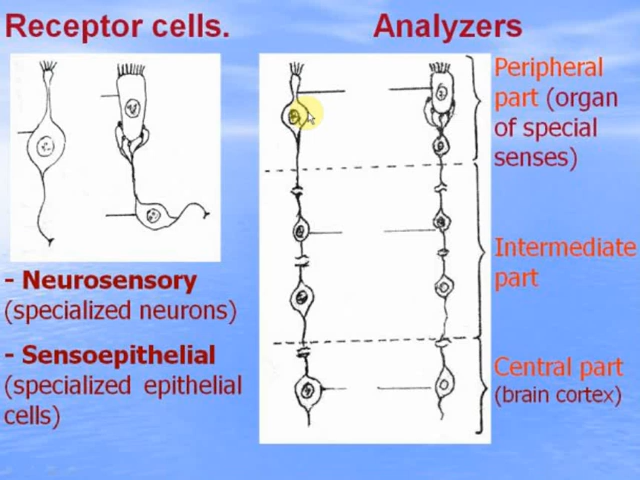 Receptor cells.
Analyzers
- Neurosensory
(specialized neurons)
- Sensoepithelial
(specialized epithelial
cells)
Peripheral
part (organ
of special
senses)
Intermediate
part
Central part
(brain cortex)